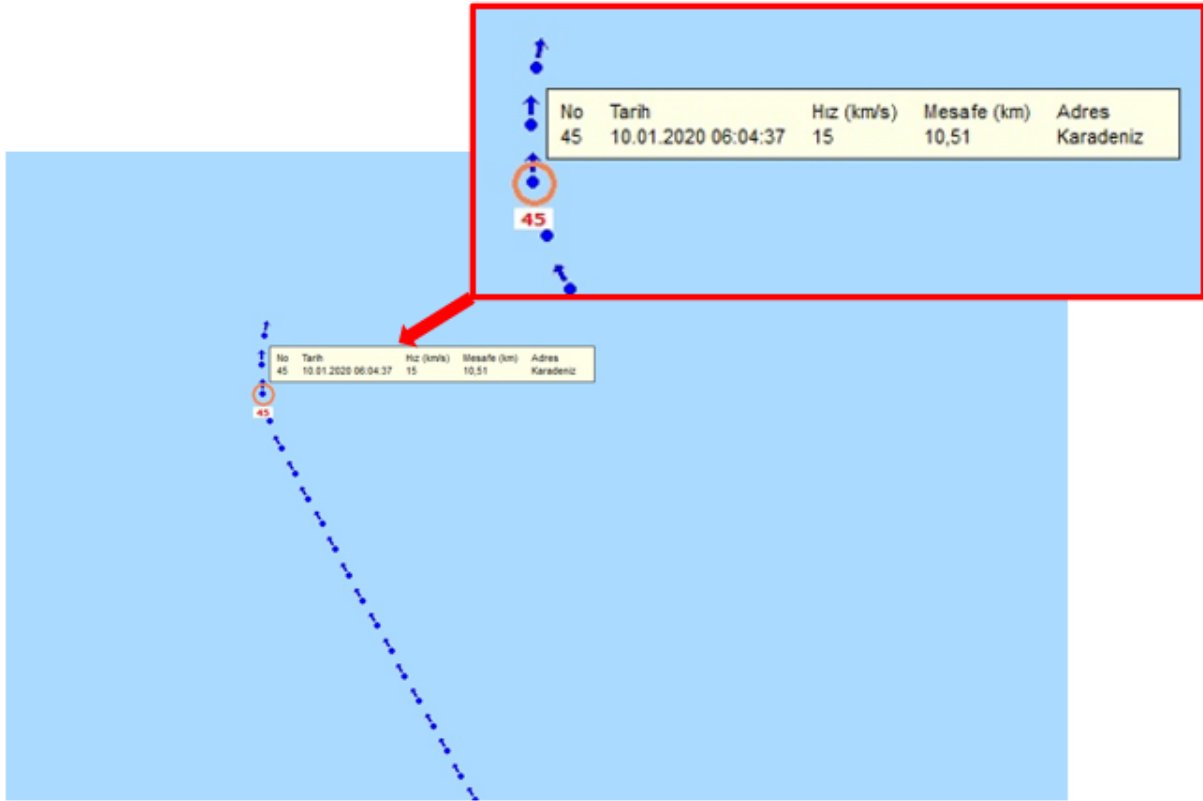 No Tarih Hız (km/s) Mesafe (km) Adres
45 10.01.2020 06:04:37 15 10,51 Karadeniz
45
No Tarih Hız (km/s) Mesafe (km) Adres
45 10.01.2020 06:04:37 15 10,51 Karadeniz
45